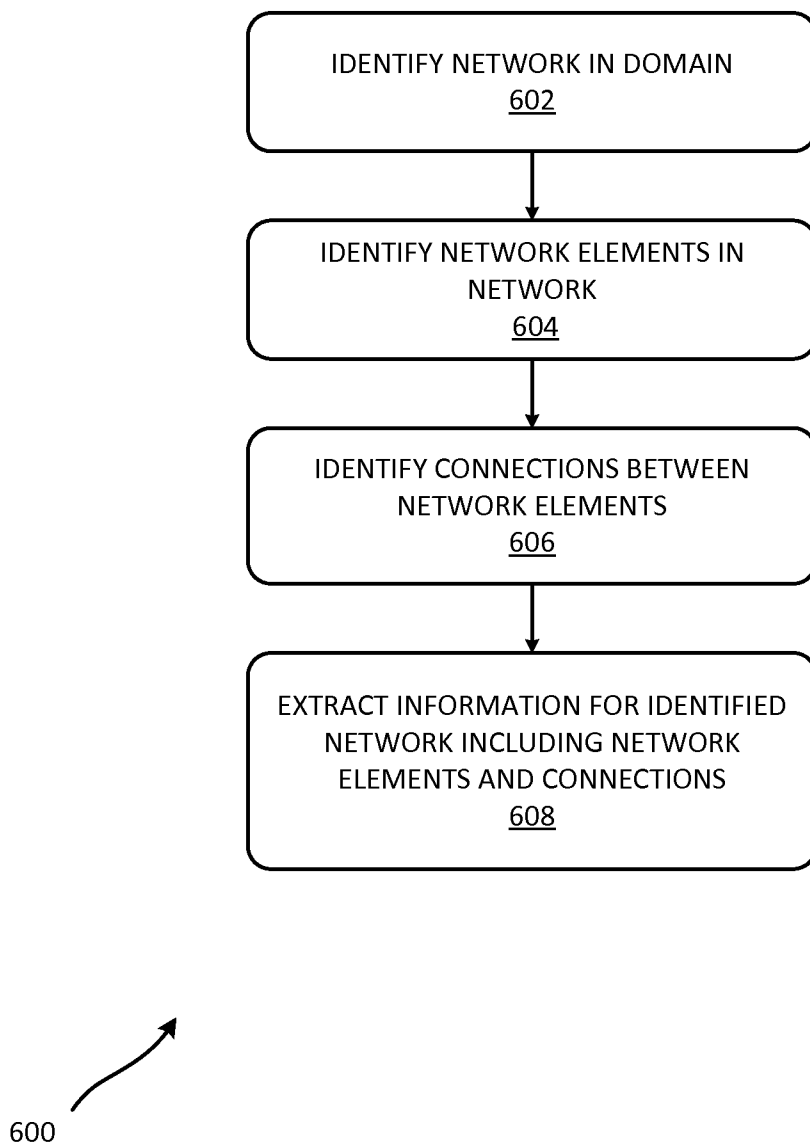 IDENTIFY NETWORK IN DOMAIN
602
IDENTIFY NETWORK ELEMENTS IN
NETWORK
604
IDENTIFY CONNECTIONS BETWEEN
NETWORK ELEMENTS
606
EXTRACT INFORMATION FOR IDENTIFIED
NETWORK INCLUDING NETWORK
ELEMENTS AND CONNECTIONS
608
600